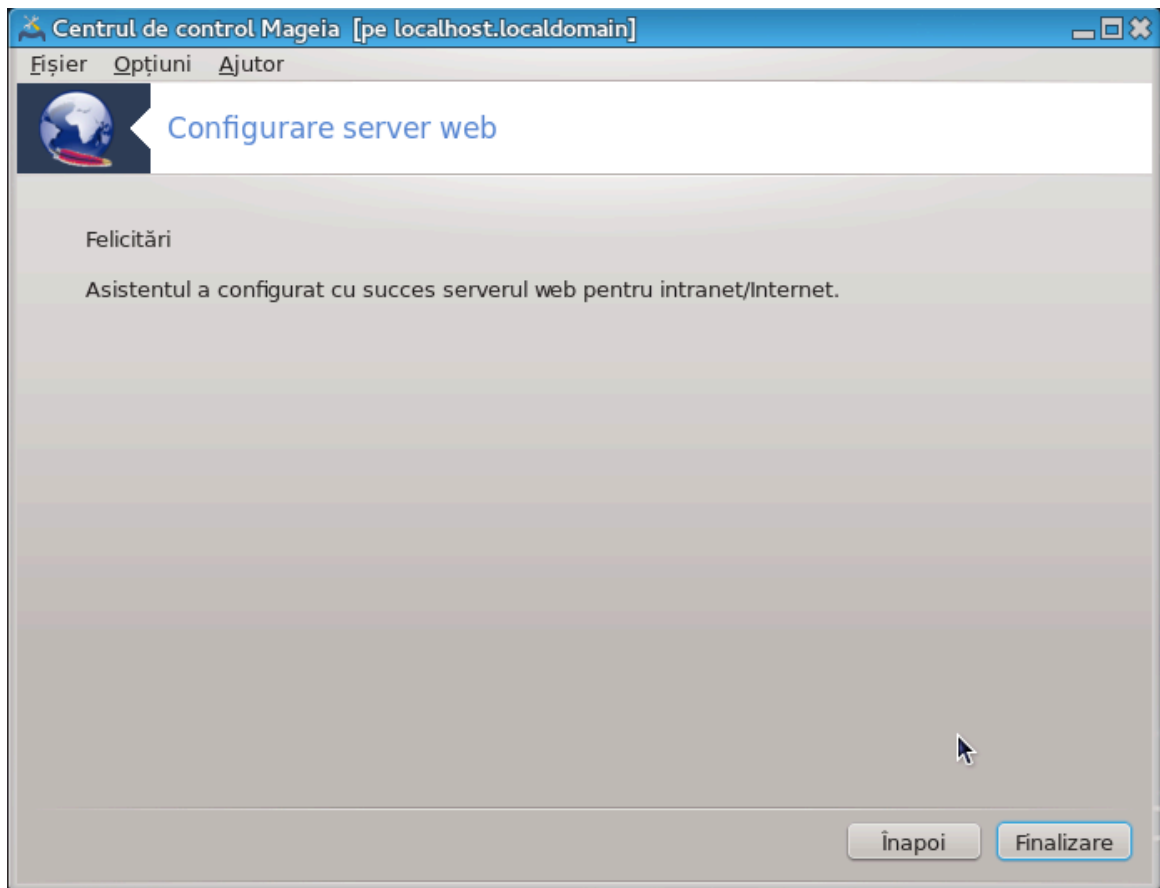 Centrul de control Mageia [pe localhost.localdomain]
Fișier Opțiuni Ajutor
Configurare server web
Felicitări
Asistentul a configurat cu succes serverul web pentru intranet/Internet.
Înapoi Finalizare